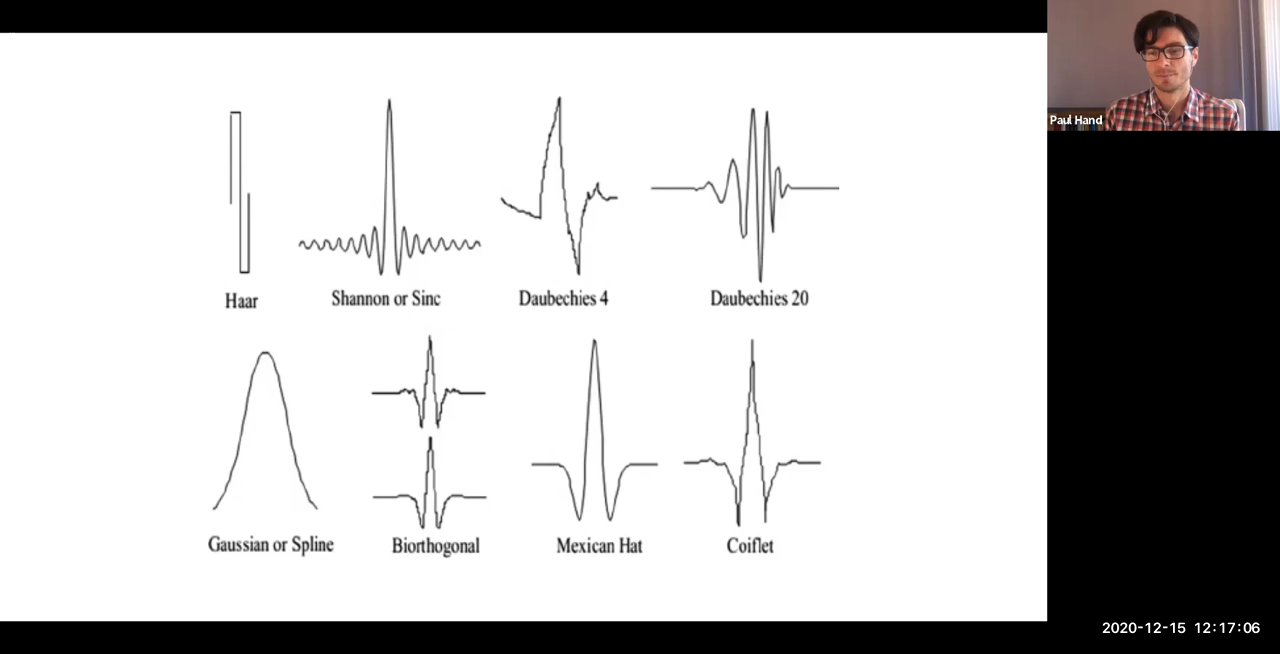 Paul Hand
Haar
Shannon or Sinc
Daubechies 4
Daubechies 20
Gaussian or Spline
Biorthogonal
Mexican Hat
Coiflet
2020-12-15 12:17:06